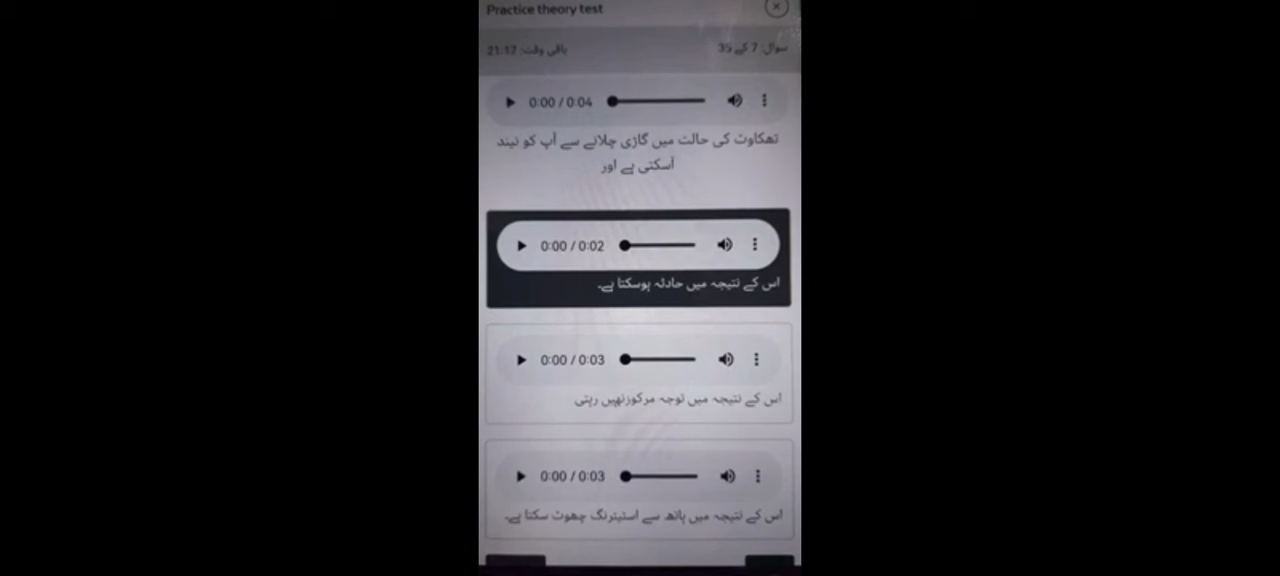 Practice theory test
سوال: 7 کے 35
باقی وقت: 21:12
0:00 / 0:04
تھکاوٹ کی حالت میں گاڑی چلانے سے آپ کو نیند
آسکتی ہے اور
0:00 / 0:02
اس کے نتیجہ میں حادثہ ہوسکتا ہے۔
0:00 / 0:03
اس کے نتیجہ میں توجہ مرکوزنھیں رہتی
0:00 / 0:03
اس کے نتیجہ میں ہاتھ سے اسٹیئرنگ چھوٹ سکتا ہے۔